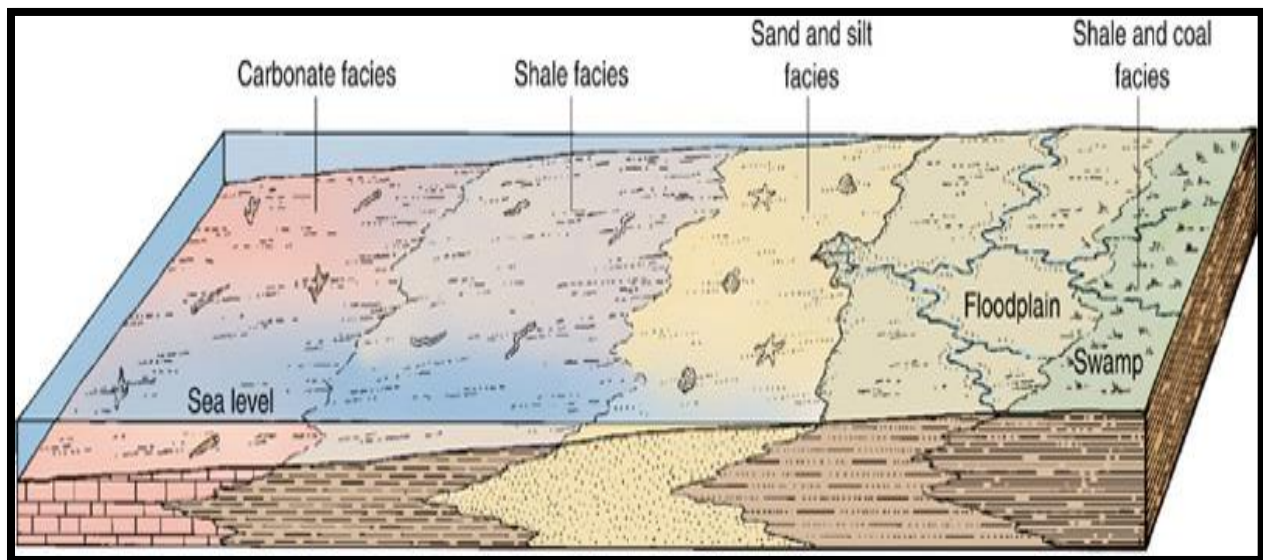 Carbonate facies
Shale facies
Sand and silt
facies
Shale and coal
facies
Floodplain
Swamp
Sea level